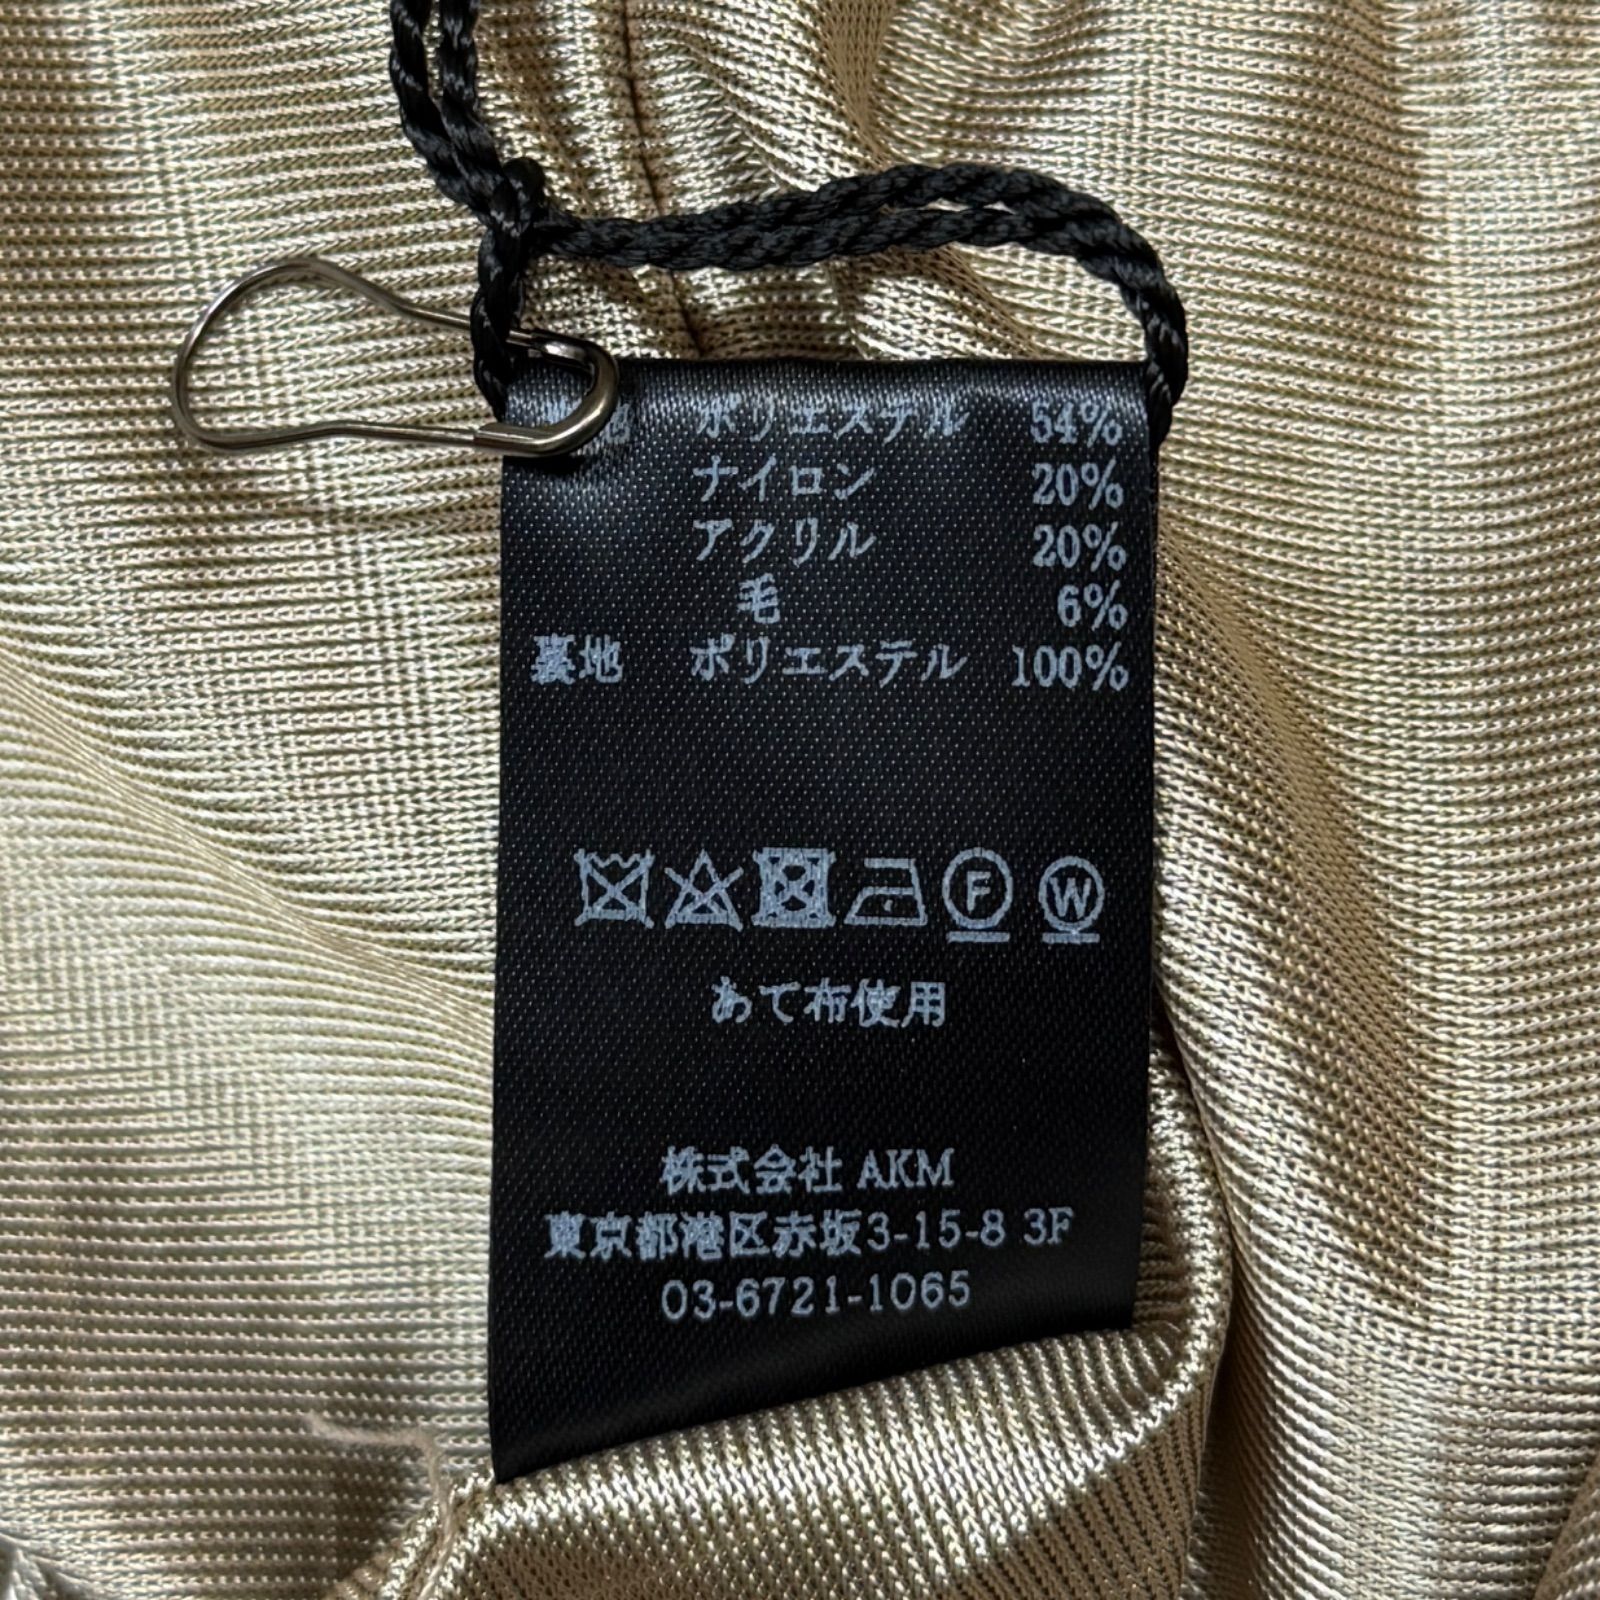 地 ポリエステル 54%
ナイロン 20%
アクリル 20%
毛 6%
裏地 ポリエステル 100%
F W
あて布使用
株式会社 AKM
東京都港区赤坂3-15-8 3F
03-6721-1065